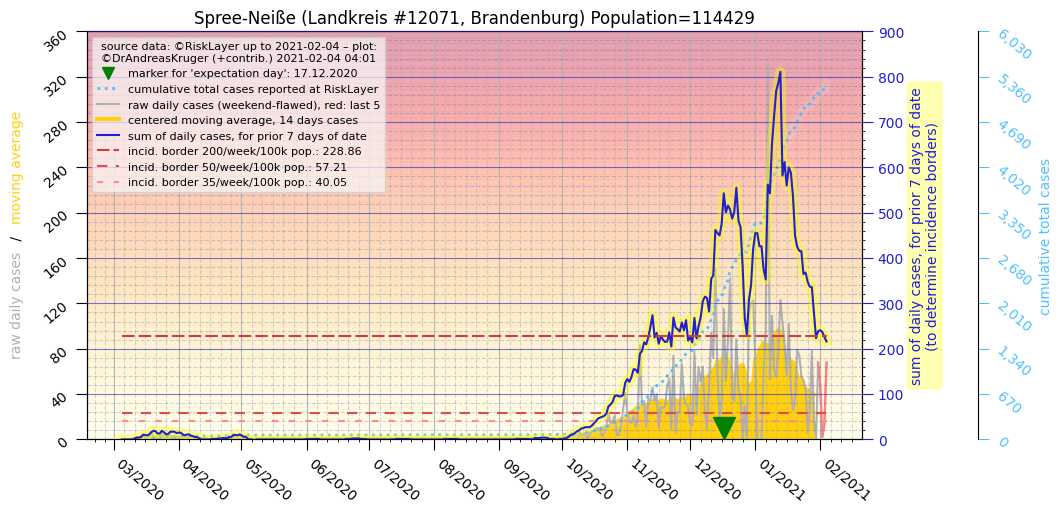 Spree-Neiße (Landkreis #12071, Brandenburg) Population=114429
source data: ©RiskLayer up to 2021-02-04 – plot:
©DrAndreasKruger (+contrib.) 2021-02-04 04:01
marker for 'expectation day': 17.12.2020
cumulative total cases reported at RiskLayer
raw daily cases (weekend-flawed), red: last 5
centered moving average, 14 days cases
sum of daily cases, for prior 7 days of date
incid. border 200/week/100k pop.: 228.86
incid. border 50/week/100k pop.: 57.21
incid. border 35/week/100k pop.: 40.05
raw daily cases / moving average
360
320
280
240
200
160
120
80
40
0
03/2020
04/2020
05/2020
06/2020
07/2020
08/2020
09/2020
10/2020
11/2020
12/2020
01/2021
02/2021
900
800
700
600
500
400
300
200
100
0
sum of daily cases, for prior 7 days of date
(to determine incidence borders)
6,030
5,360
4,690
4,020
3,350
2,680
2,010
1,340
670
0
cumulative total cases